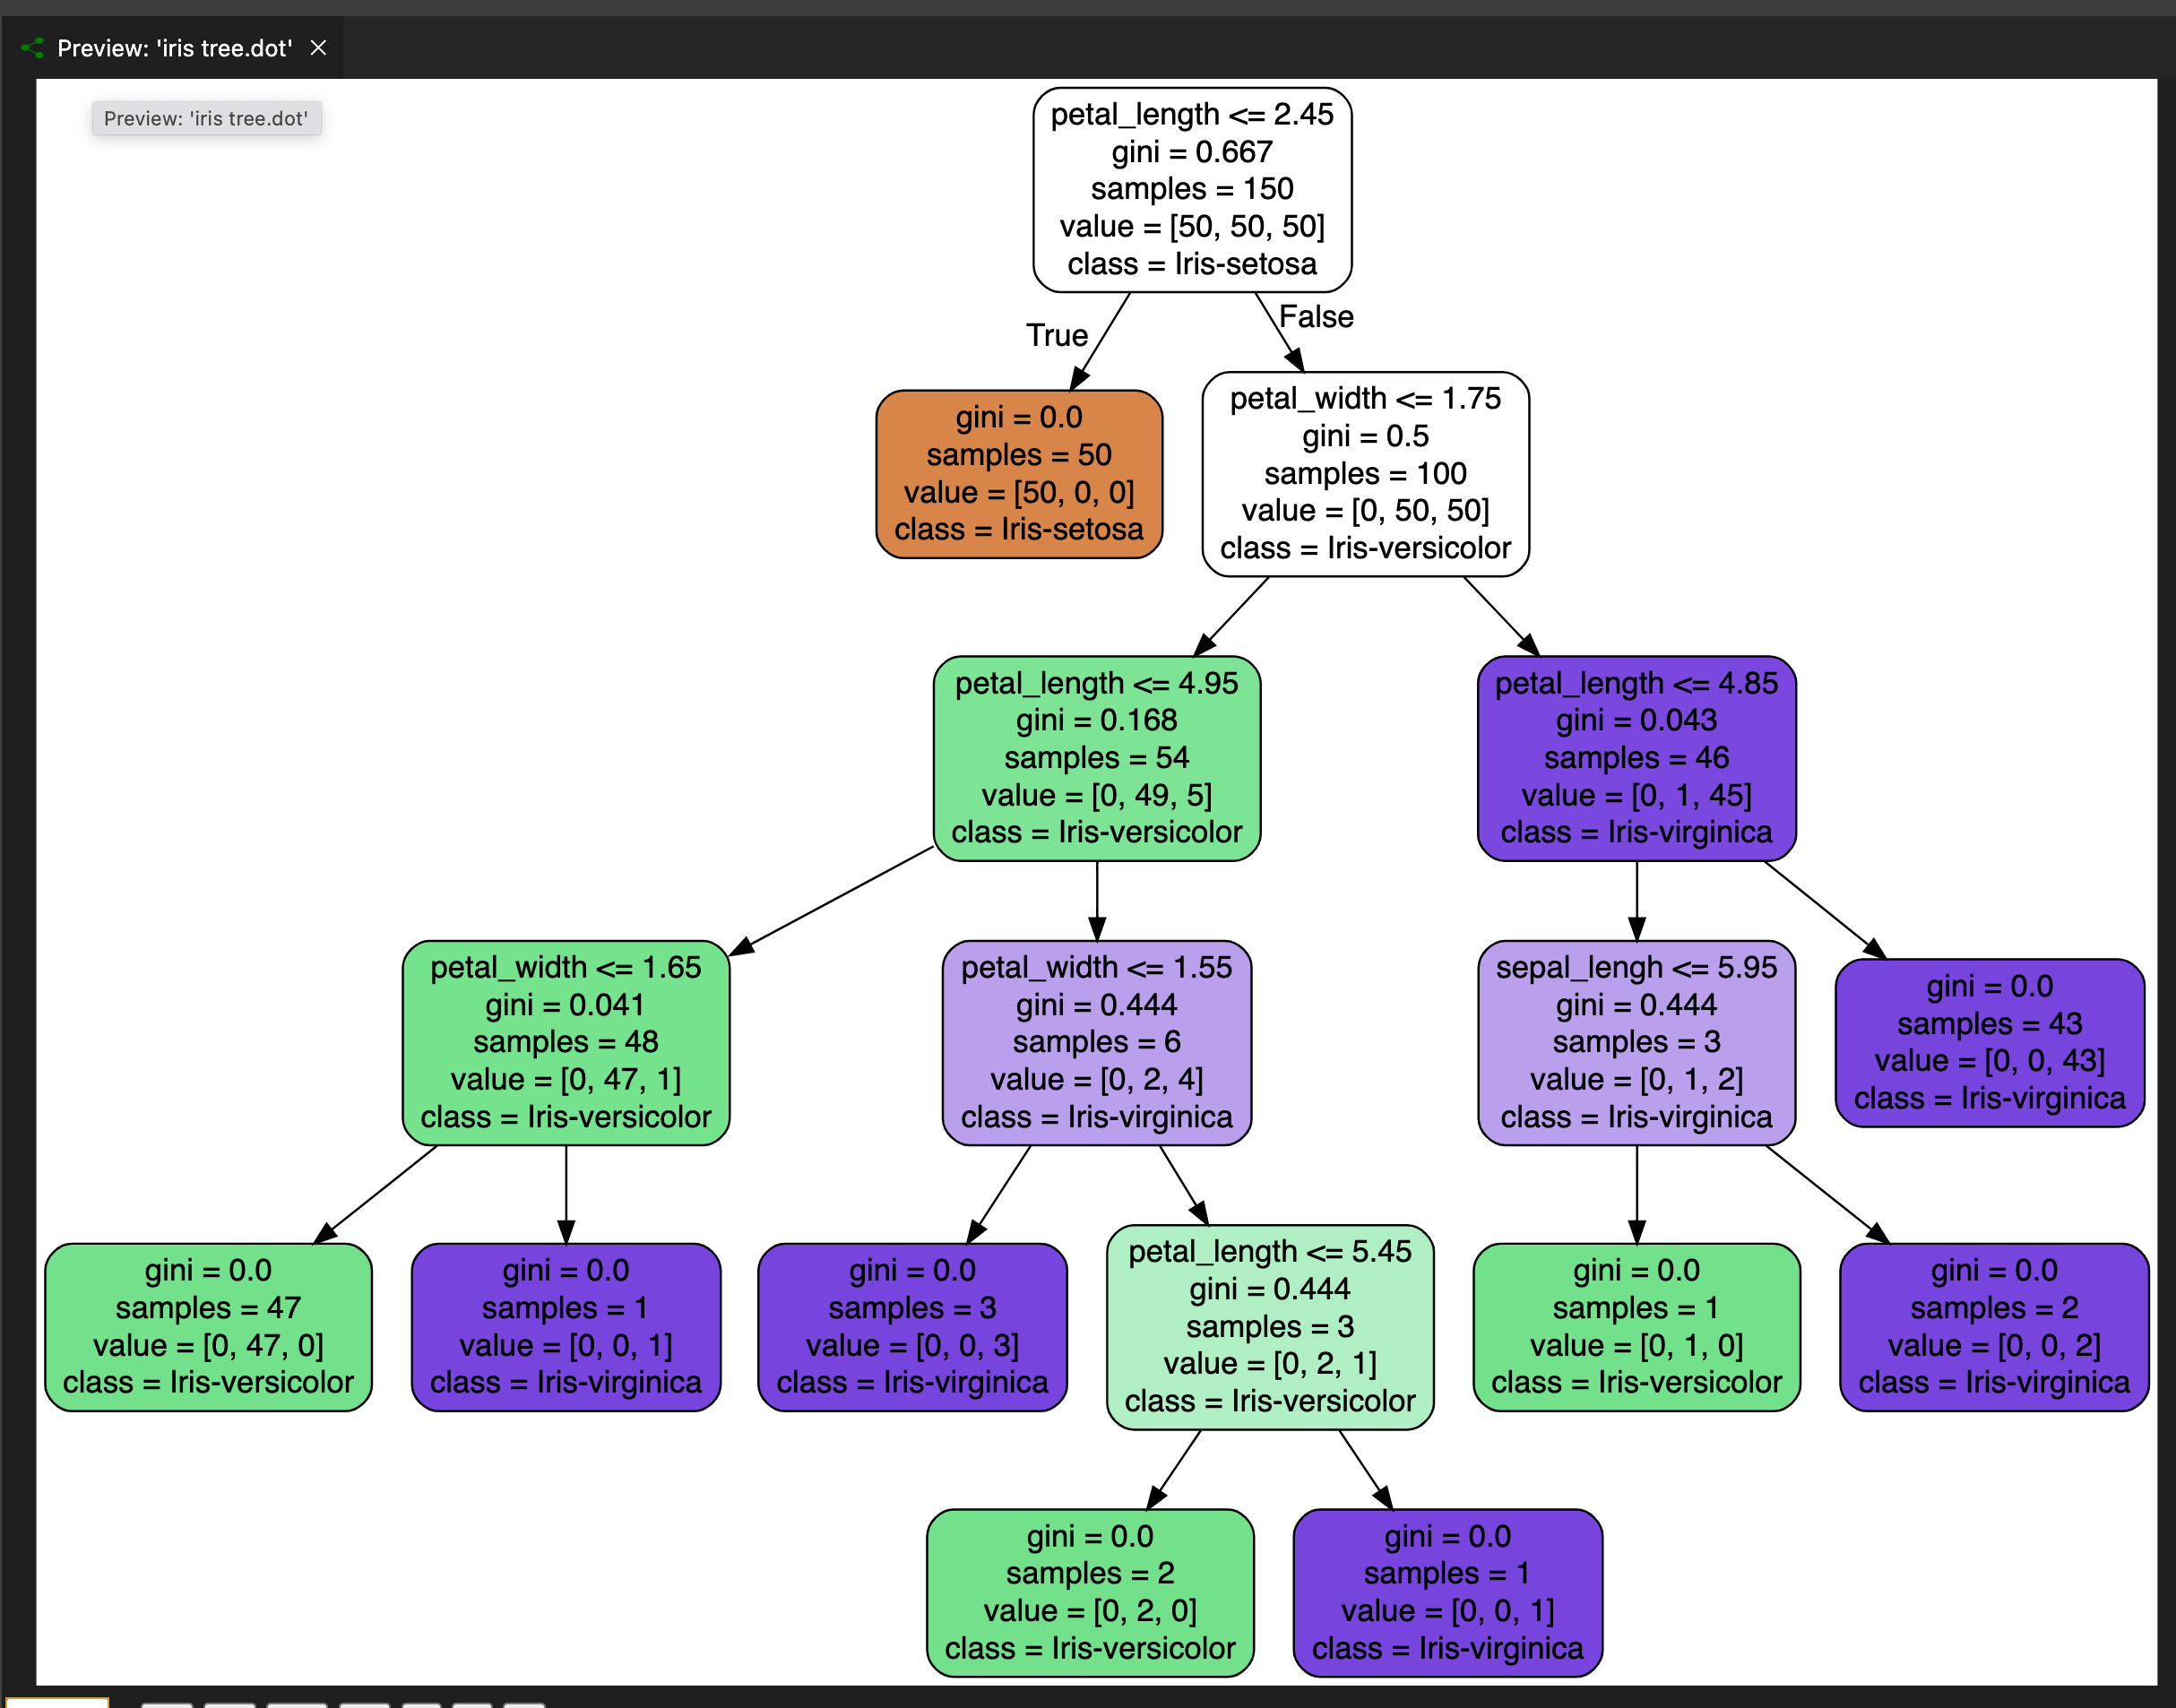 Preview: 'iris tree.dot'
Preview: 'iris tree.dot'
petal_length <= 2.45
gini = 0.667
samples = 150
value = [50, 50, 50]
class = Iris-setosa
True
False
gini = 0.0
samples = 50
value = [50, 0, 0]
class = Iris-setosa
petal_width <= 1.75
gini = 0.5
samples = 100
value = [0, 50, 50]
class = Iris-versicolor
petal_length <= 4.95
gini = 0.168
samples = 54
value = [0, 49, 5]
class = Iris-versicolor
petal_length <= 4.85
gini = 0.043
samples = 46
value = [0, 1, 45]
class = Iris-virginica
petal_width <= 1.65
gini = 0.041
samples = 48
value = [0, 47, 1]
class = Iris-versicolor
petal_width <= 1.55
gini = 0.444
samples = 6
value = [0, 2, 4]
class = Iris-virginica
sepal_lengh <= 5.95
gini = 0.444
samples = 3
value = [0, 1, 2]
class = Iris-virginica
gini = 0.0
samples = 43
value = [0, 0, 43]
class = Iris-virginica
gini = 0.0
samples = 47
value = [0, 47, 0]
class = Iris-versicolor
gini = 0.0
samples = 1
value = [0, 0, 1]
class = Iris-virginica
gini = 0.0
samples = 3
value = [0, 0, 3]
class = Iris-virginica
petal_length <= 5.45
gini = 0.444
samples = 3
value = [0, 2, 1]
class = Iris-versicolor
gini = 0.0
samples = 1
value = [0, 1, 0]
class = Iris-versicolor
gini = 0.0
samples = 2
value = [0, 0, 2]
class = Iris-virginica
gini = 0.0
samples = 2
value = [0, 2, 0]
class = Iris-versicolor
gini = 0.0
samples = 1
value = [0, 0, 1]
class = Iris-virginica